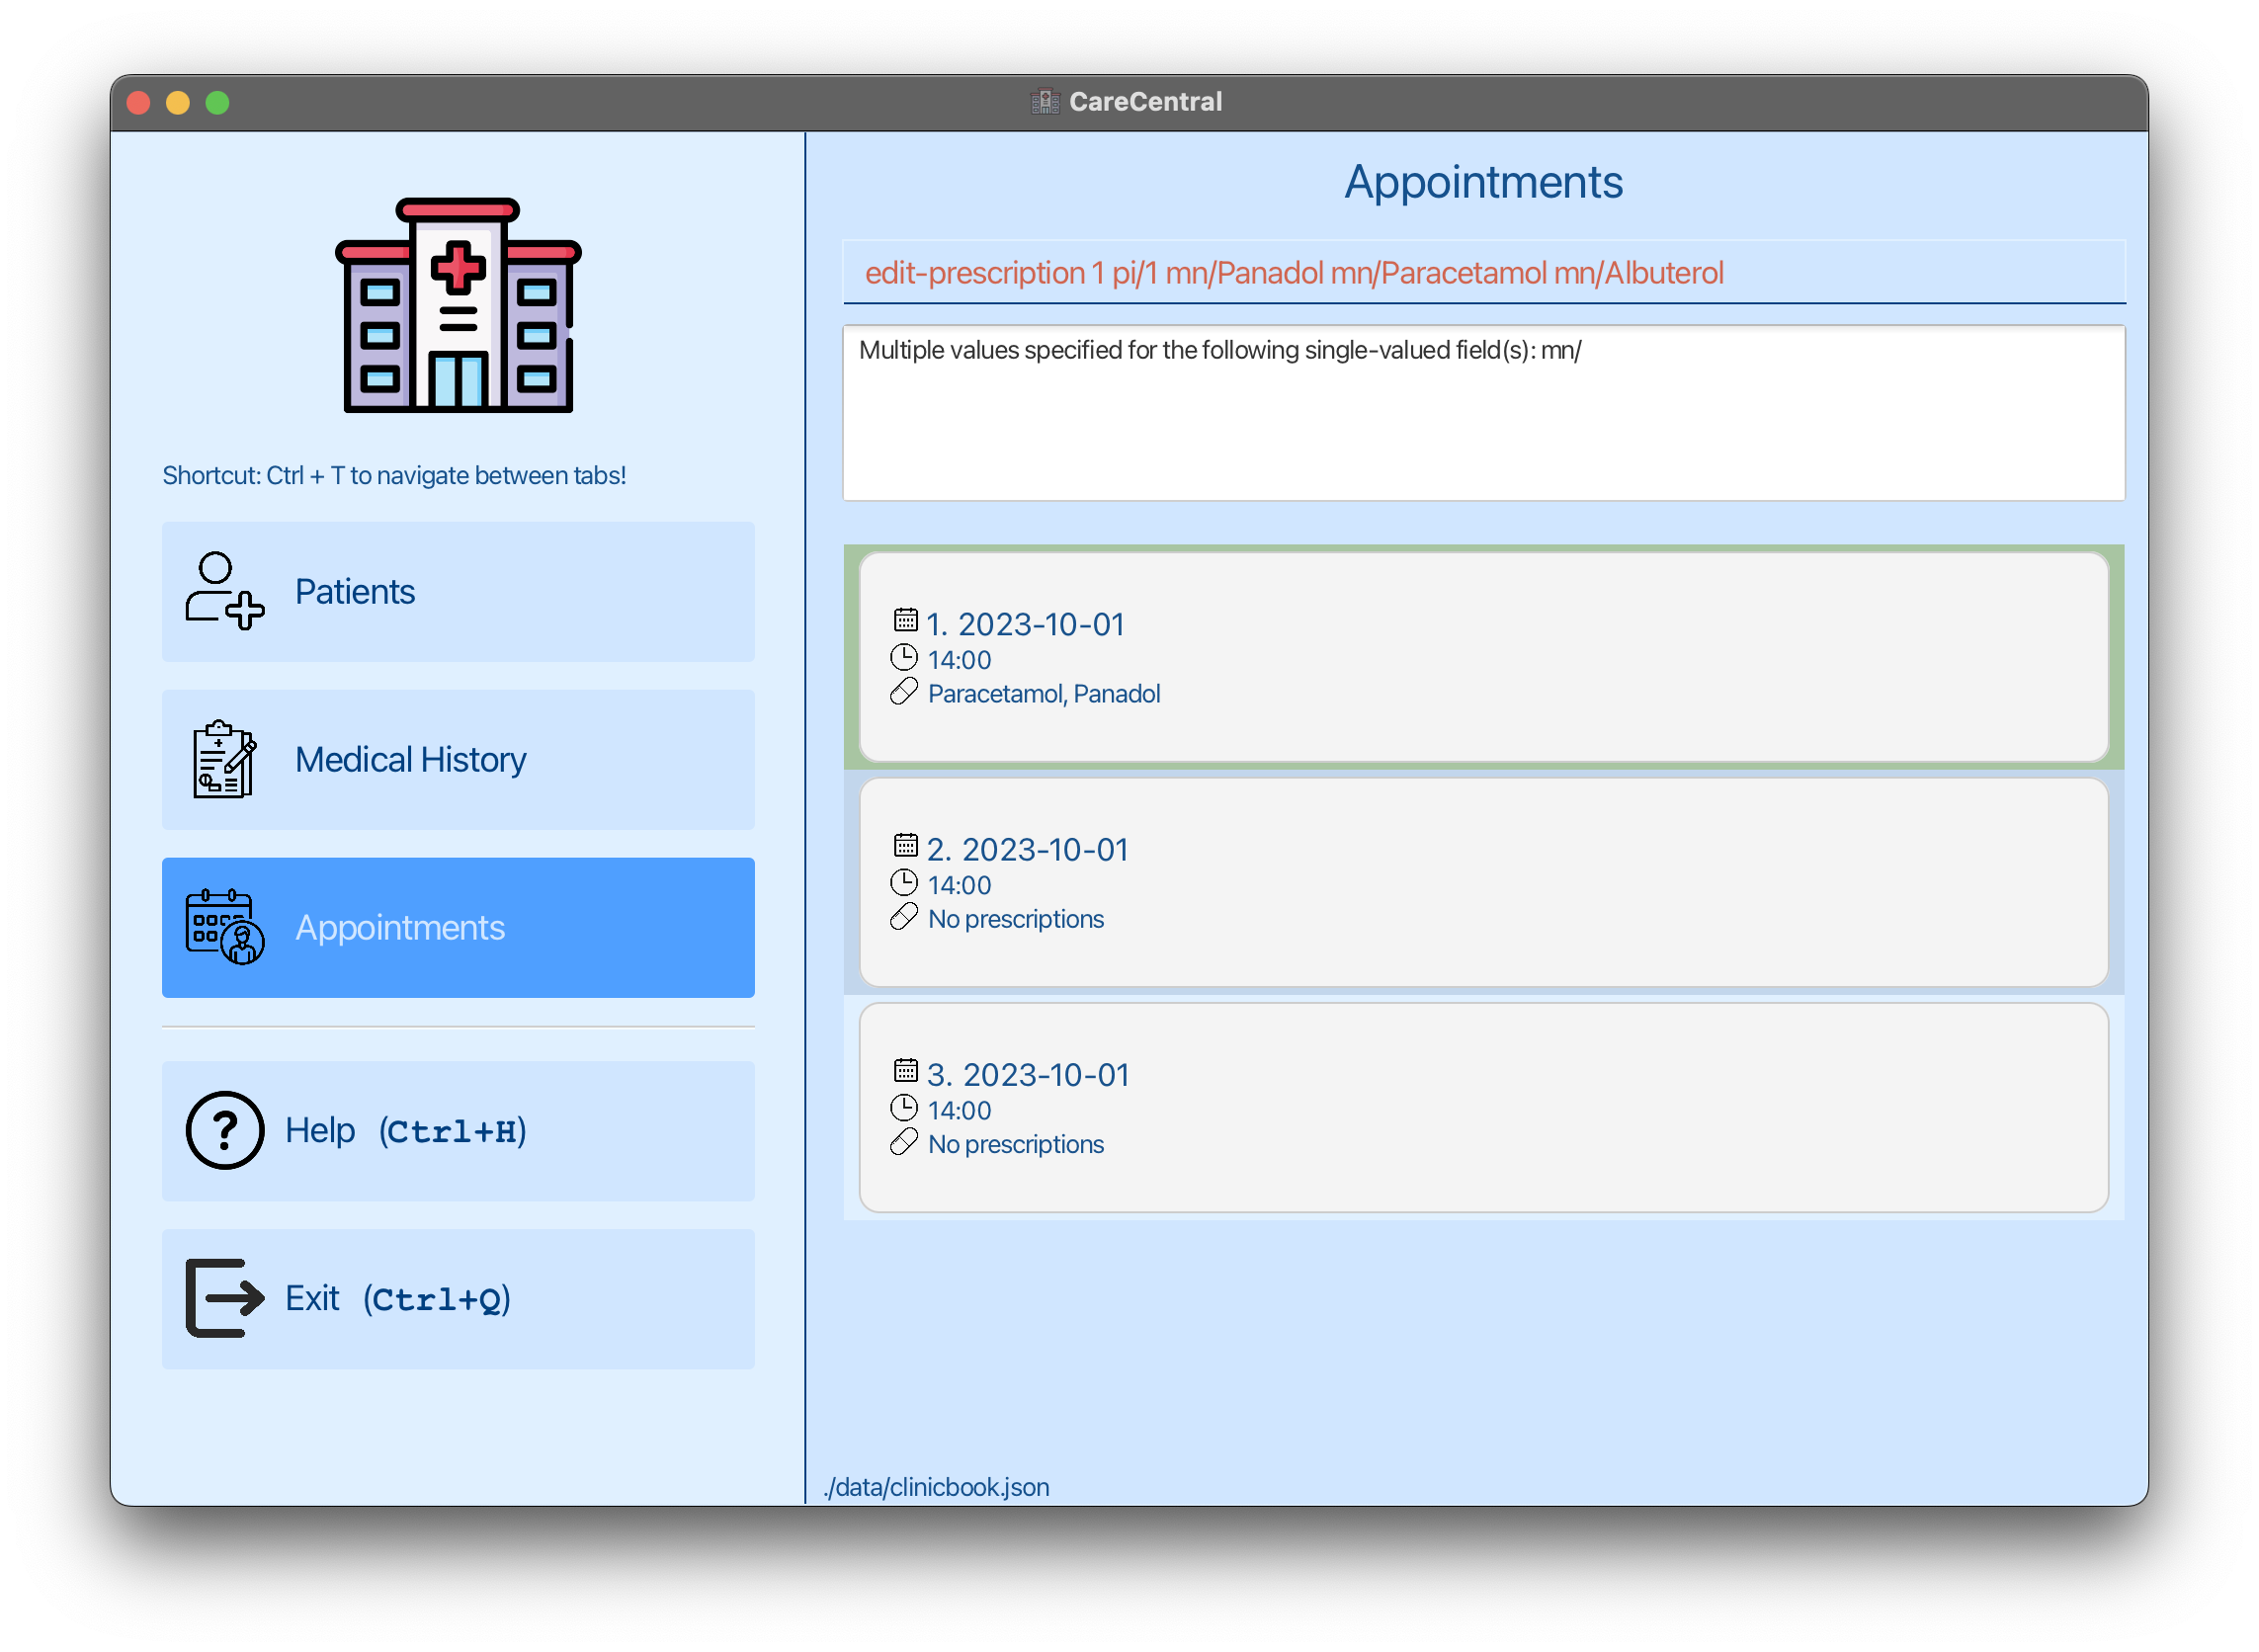 CareCentral
Shortcut: Ctrl + T to navigate between tabs!
Patients
Medical History
Appointments
Help (Ctrl+H)
Exit (Ctrl+Q)
Appointments
edit-prescription 1 pi/1 mn/Panadol mn/Paracetamol mn/Albuterol
Multiple values specified for the following single-valued field(s): mn/
1. 2023-10-01
14:00
Paracetamol, Panadol
2. 2023-10-01
14:00
No prescriptions
3. 2023-10-01
14:00
No prescriptions
./data/clinicbook.json